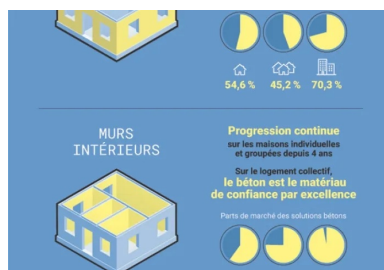 54,6 % 45,2 % 70,3 %
MURS
INTÉRIEURS
Progression continue
sur les maisons individuelles
et groupées depuis 4 ans
Sur le logement collectif,
le béton est le matériau
de confiance par excellence
Parts de marché des solutions bétons